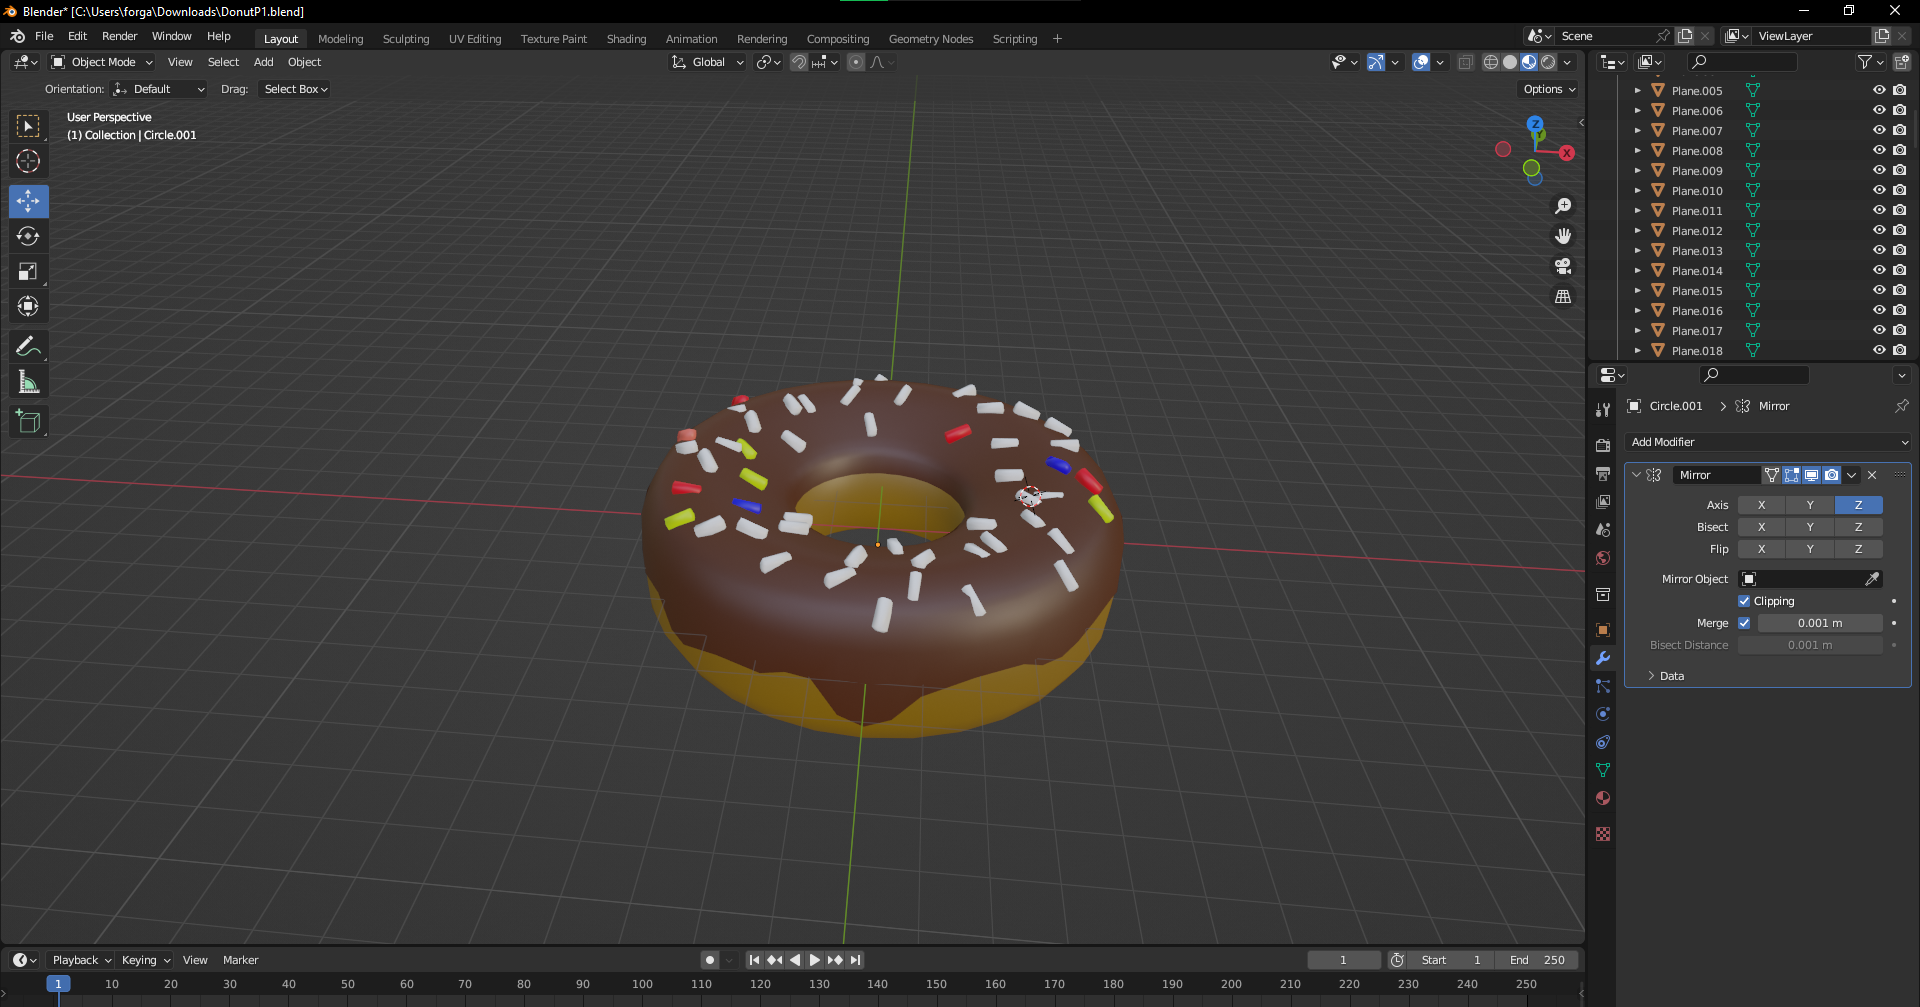 Blender* [C:\Users\forga\Downloads\DonutP1.blend]
File Edit Render Window Help Layout Modeling Sculpting UV Editing Texture Paint Shading Animation Rendering Compositing Geometry Nodes Scripting + Scene ViewLayer
Object Mode View Select Add Object Global
Orientation: Default Drag: Select Box Options
User Perspective
(1) Collection | Circle.001
Z
Y
X
Plane.005
Plane.006
Plane.007
Plane.008
Plane.009
Plane.010
Plane.011
Plane.012
Plane.013
Plane.014
Plane.015
Plane.016
Plane.017
Plane.018
Circle.001 > Mirror
Add Modifier
Mirror
Axis X Y Z
Bisect X Y Z
Flip X Y Z
Mirror Object
Clipping
Merge 0.001 m
Bisect Distance 0.001 m
Data
Playback Keying View Marker 1 Start 1 End 250
1 10 20 30 40 50 60 70 80 90 100 110 120 130 140 150 160 170 180 190 200 210 220 230 240 250